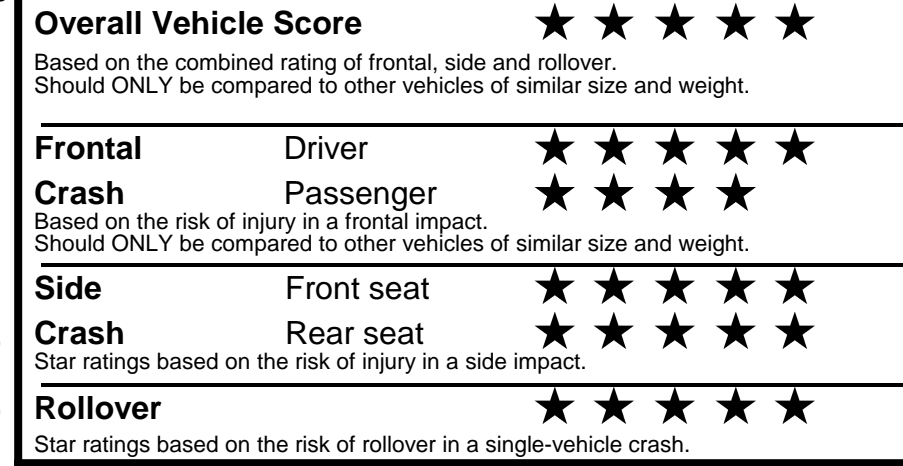 Overall Vehicle Score ★ ★ ★ ★ ★
Based on the combined rating of frontal, side and rollover.
Should ONLY be compared to other vehicles of similar size and weight.
Frontal Driver ★ ★ ★ ★ ★
Crash Passenger ★ ★ ★ ★
Based on the risk of injury in a frontal impact.
Should ONLY be compared to other vehicles of similar size and weight.
Side Front seat ★ ★ ★ ★ ★
Crash Rear seat ★ ★ ★ ★ ★
Star ratings based on the risk of injury in a side impact.
Rollover ★ ★ ★ ★ ★
Star ratings based on the risk of rollover in a single-vehicle crash.